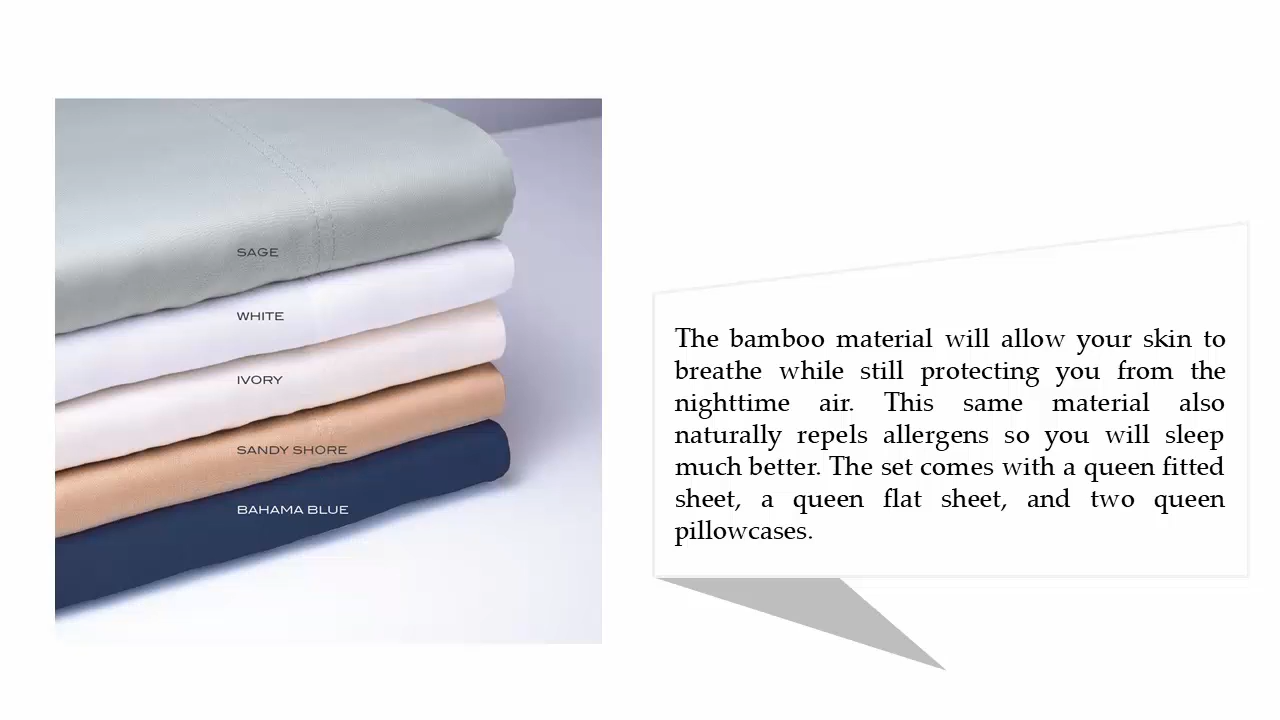 SAGE
WHITE
IVORY
SANDY SHORE
BAHAMA BLUE
The bamboo material will allow your skin to
breathe while still protecting you from the
nighttime air. This same material also
naturally repels allergens so you will sleep
much better. The set comes with a queen fitted
sheet, a queen flat sheet, and two queen
pillowcases.